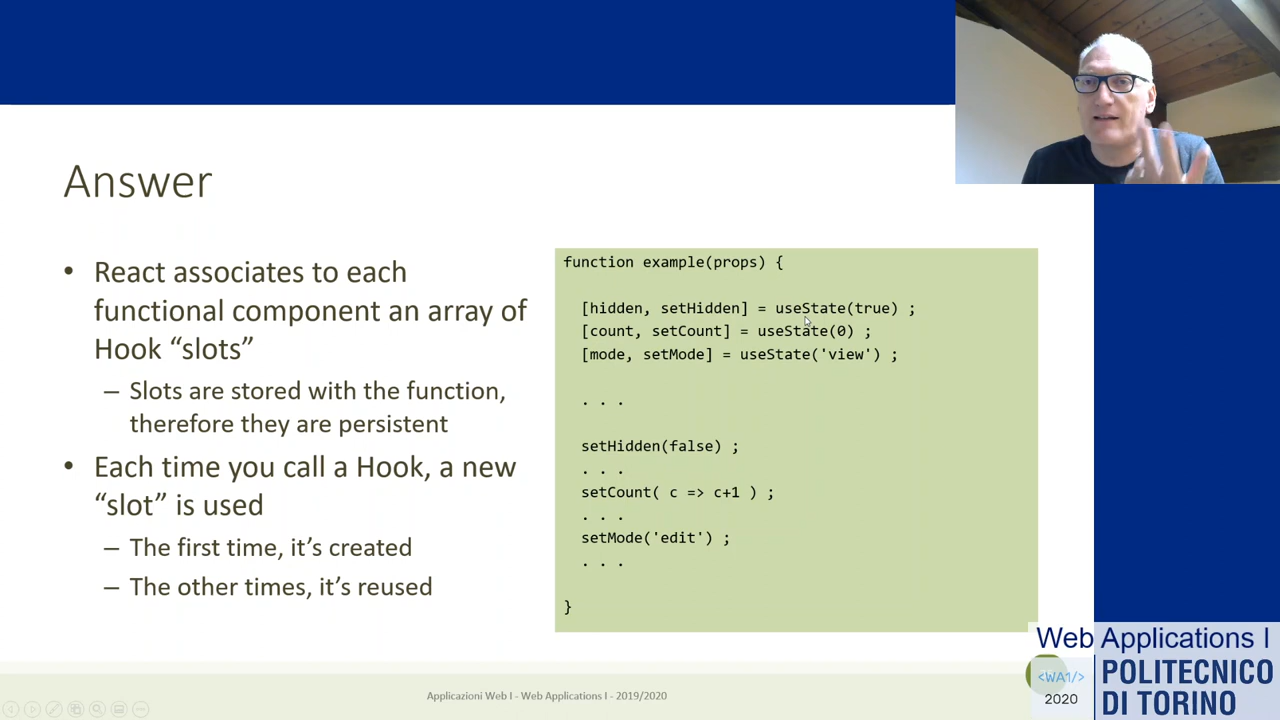 Answer
• React associates to each
functional component an array of
Hook “slots”
– Slots are stored with the function,
therefore they are persistent
• Each time you call a Hook, a new
“slot” is used
– The first time, it’s created
– The other times, it’s reused
function example(props) {
[hidden, setHidden] = useState(true) ;
[count, setCount] = useState(0) ;
[mode, setMode] = useState('view') ;
. . .
setHidden(false) ;
. . .
setCount( c => c+1 ) ;
. . .
setMode('edit') ;
. . .
}
Applicazioni Web I - Web Applications I - 2019/2020
Web Applications I
<WA1/>
2020
POLITECNICO
DI TORINO